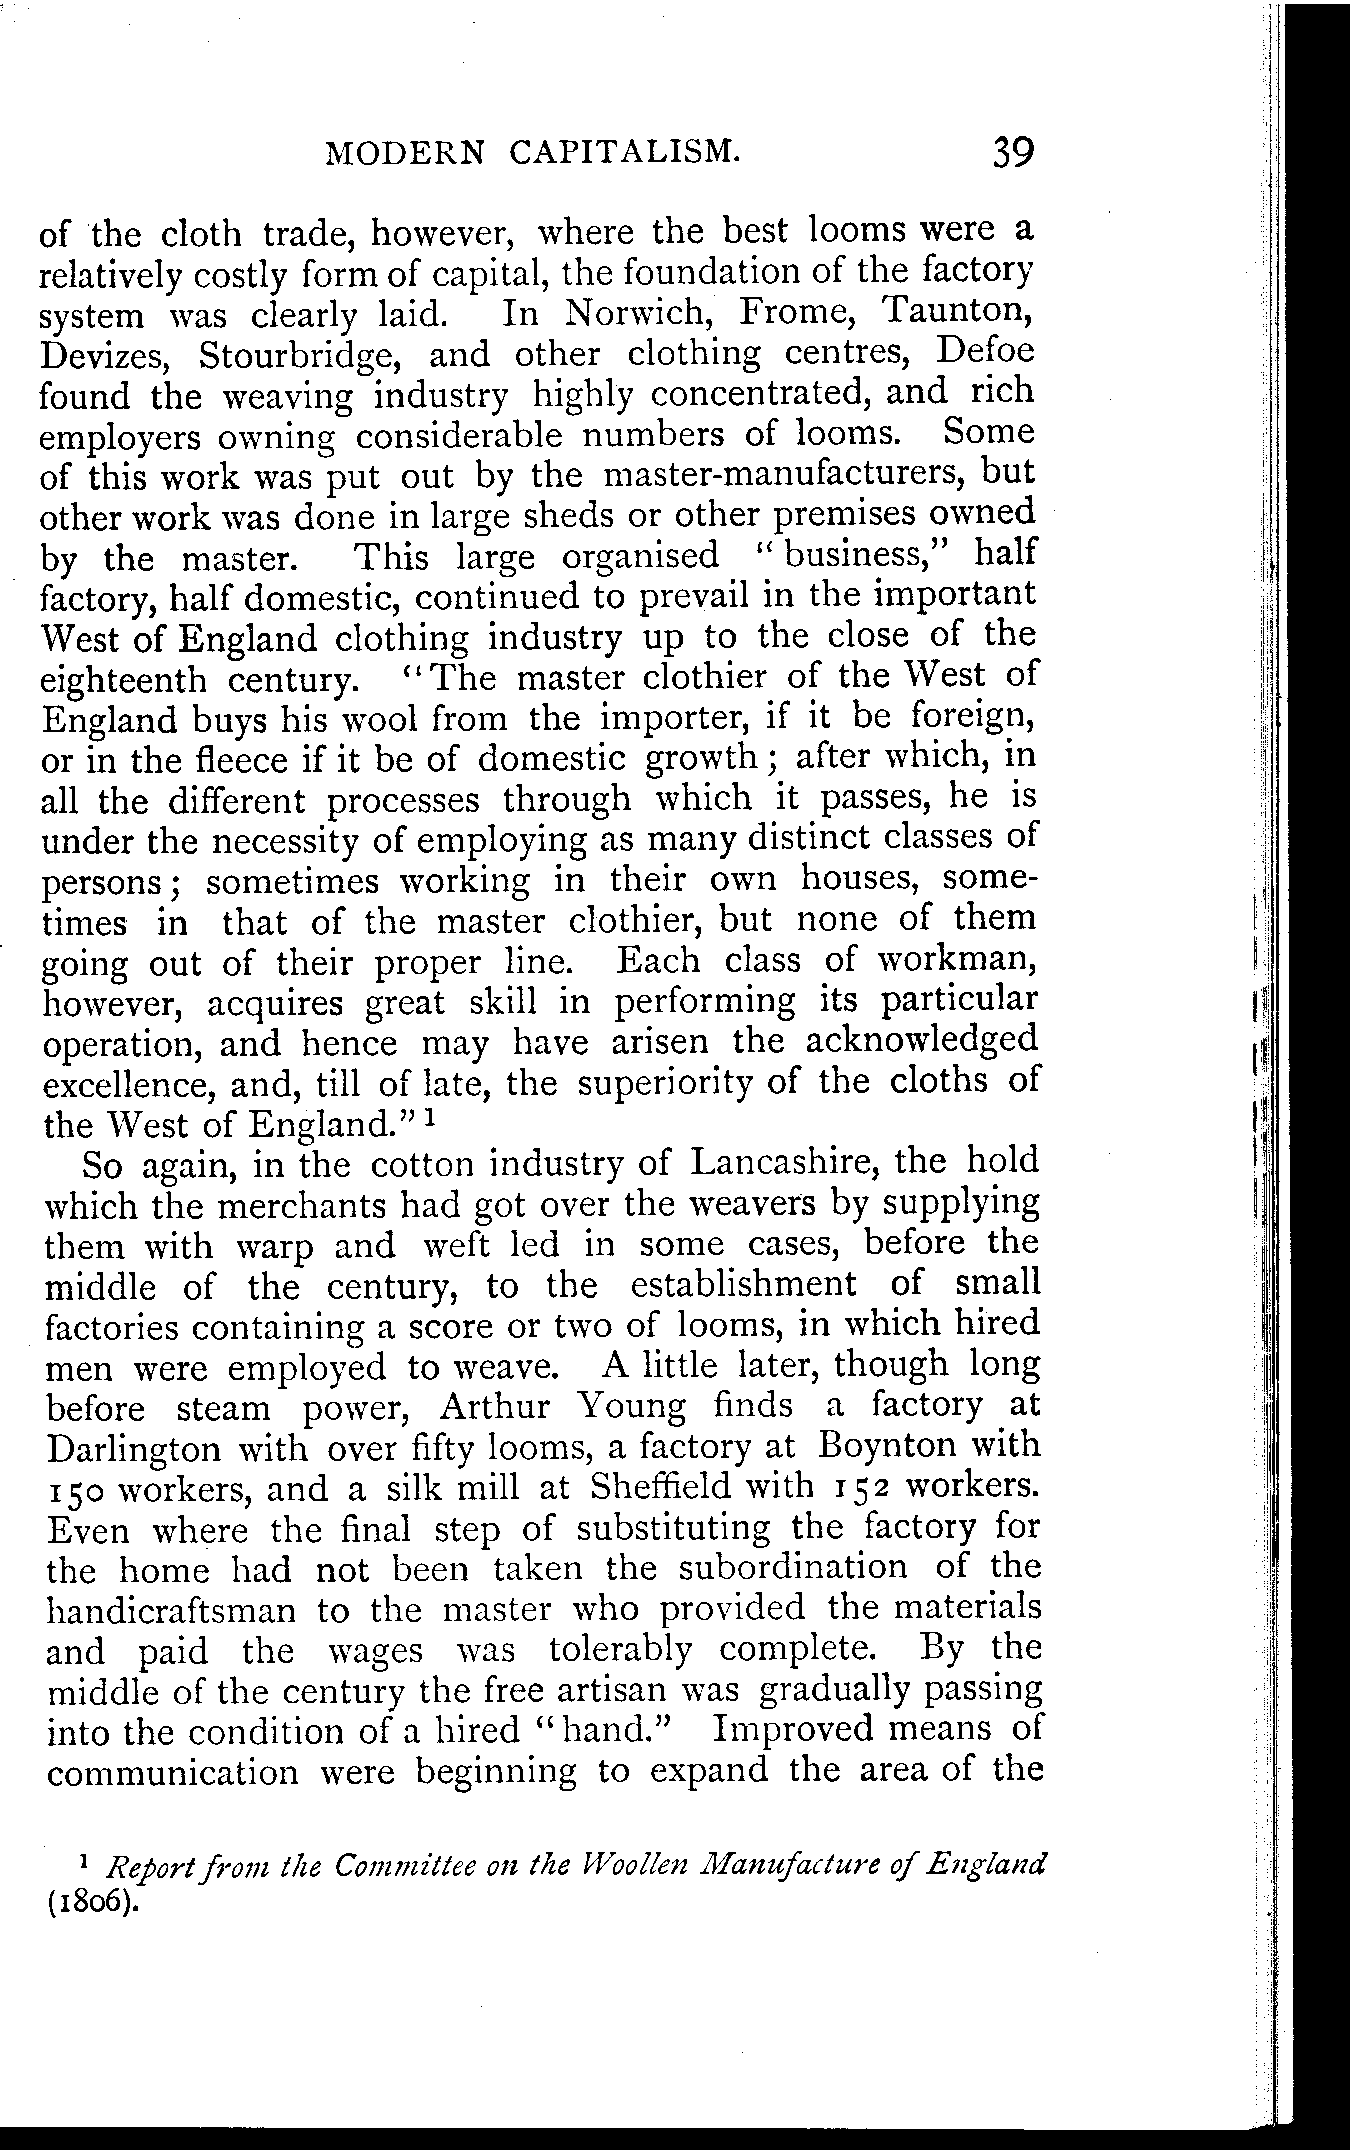 MODERN CAPITALISM. 39
of the cloth trade, however, where the best looms were a
relatively costly form of capital, the foundation of the factory
system was clearly laid. In Norwich, Frome, Taunton,
Devizes, Stourbridge, and other clothing centres, Defoe
found the weaving industry highly concentrated, and rich
employers owning considerable numbers of looms. Some
of this work was put out by the master-manufacturers, but
other work was done in large sheds or other premises owned
by the master. This large organised "business," half
factory, half domestic, continued to prevail in the important
West of England clothing industry up to the close of the
eighteenth century. "The master clothier of the West of
England buys his wool from the importer, if it be foreign,
or in the fleece if it be of domestic growth; after which, in
all the different processes through which it passes, he is
under the necessity of employing as many distinct classes of
persons; sometimes working in their own houses, some-
times in that of the master clothier, but none of them
going out of their proper line. Each class of workman,
however, acquires great skill in performing its particular
operation, and hence may have arisen the acknowledged
excellence, and, till of late, the superiority of the cloths of
the West of England." 1
So again, in the cotton industry of Lancashire, the hold
which the merchants had got over the weavers by supplying
them with warp and weft led in some cases, before the
middle of the century, to the establishment of small
factories containing a score or two of looms, in which hired
men were employed to weave. A little later, though long
before steam power, Arthur Young finds a factory at
Darlington with over fifty looms, a factory at Boynton with
150 workers, and a silk mill at Sheffield with 152 workers.
Even where the final step of substituting the factory for
the home had not been taken the subordination of the
handicraftsman to the master who provided the materials
and paid the wages was tolerably complete. By the
middle of the century the free artisan was gradually passing
into the condition of a hired "hand." Improved means of
communication were beginning to expand the area of the
1 Report from the Committee on the Woollen Manufacture of England
(1806).